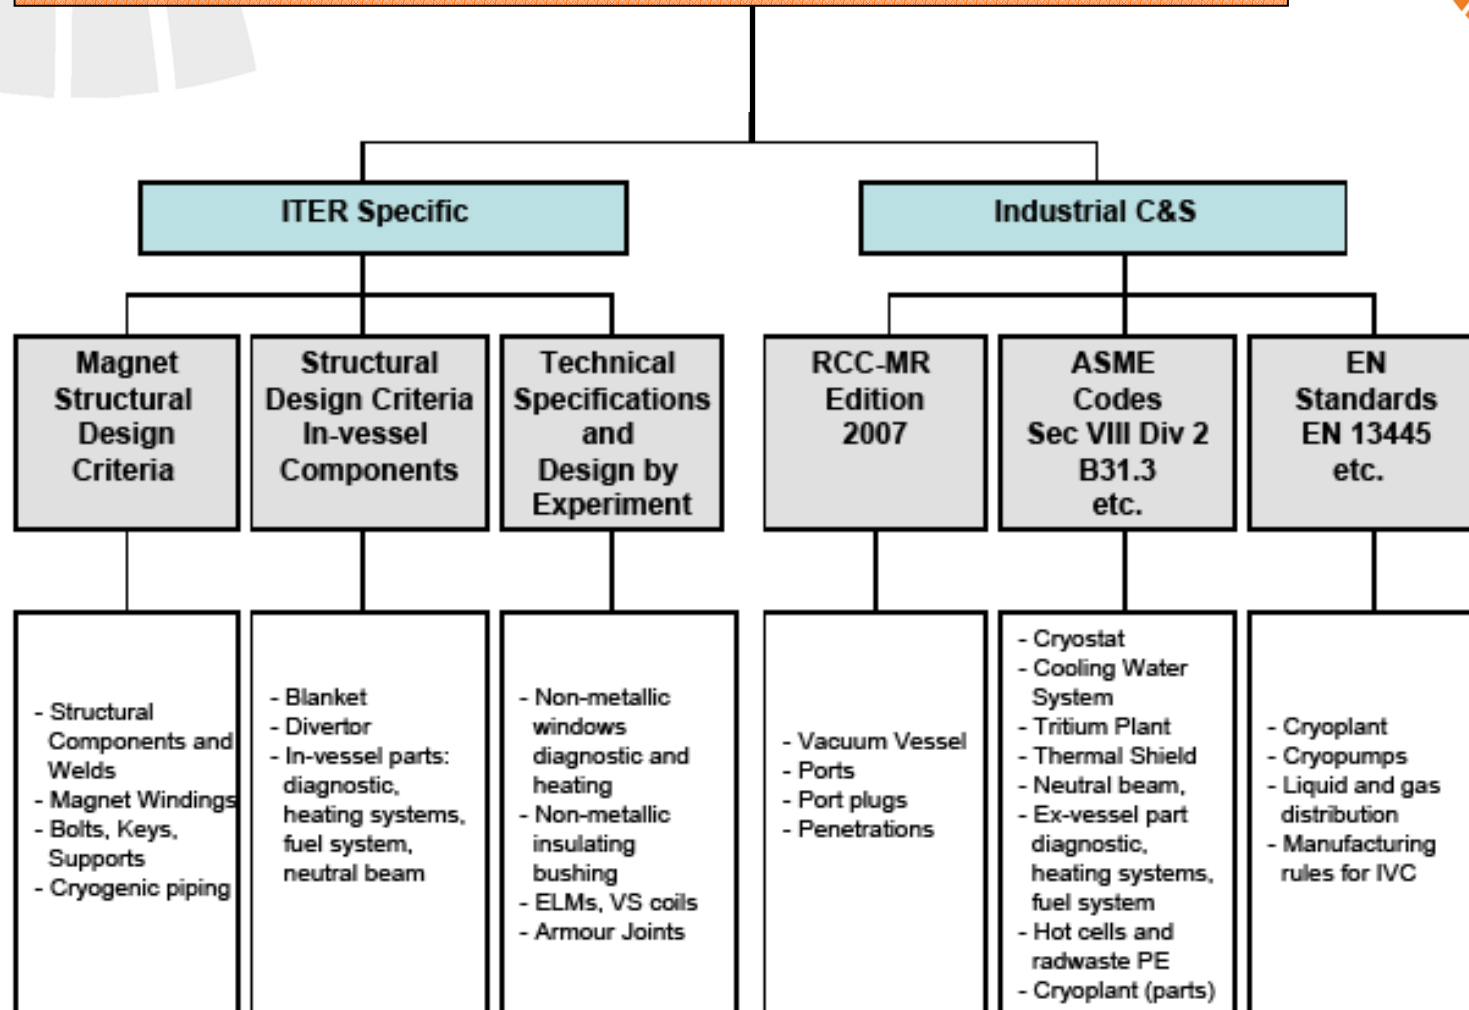 ITER Specific
Industrial C&S
Magnet
Structural
Design
Criteria
Structural
Design Criteria
In-vessel
Components
Technical
Specifications
and
Design by
Experiment
RCC-MR
Edition
2007
ASME
Codes
Sec VIII Div 2
B31.3
etc.
EN
Standards
EN 13445
etc.
- Structural
Components and
Welds
- Magnet Windings
- Bolts, Keys,
Supports
- Cryogenic piping
- Blanket
- Divertor
- In-vessel parts:
diagnostic,
heating systems,
fuel system,
neutral beam
- Non-metallic
windows
diagnostic and
heating
- Non-metallic
insulating
bushing
- ELMs, VS coils
- Armour Joints
- Vacuum Vessel
- Ports
- Port plugs
- Penetrations
- Cryostat
- Cooling Water
System
- Tritium Plant
- Thermal Shield
- Neutral beam,
- Ex-vessel part
diagnostic,
heating systems,
fuel system
- Hot cells and
radwaste PE
- Cryoplant (parts)
- Cryoplant
- Cryopumps
- Liquid and gas
distribution
- Manufacturing
rules for IVC